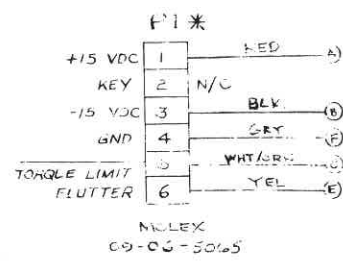 P1*
+15 VDC 1 RED A
KEY 2 N/C
-15 VDC 3 BLK B
GND 4 GRY F
TORQUE LIMIT 5 WHT/ORN
FLUTTER 6 YEL E
MOLEX
09-06-5065